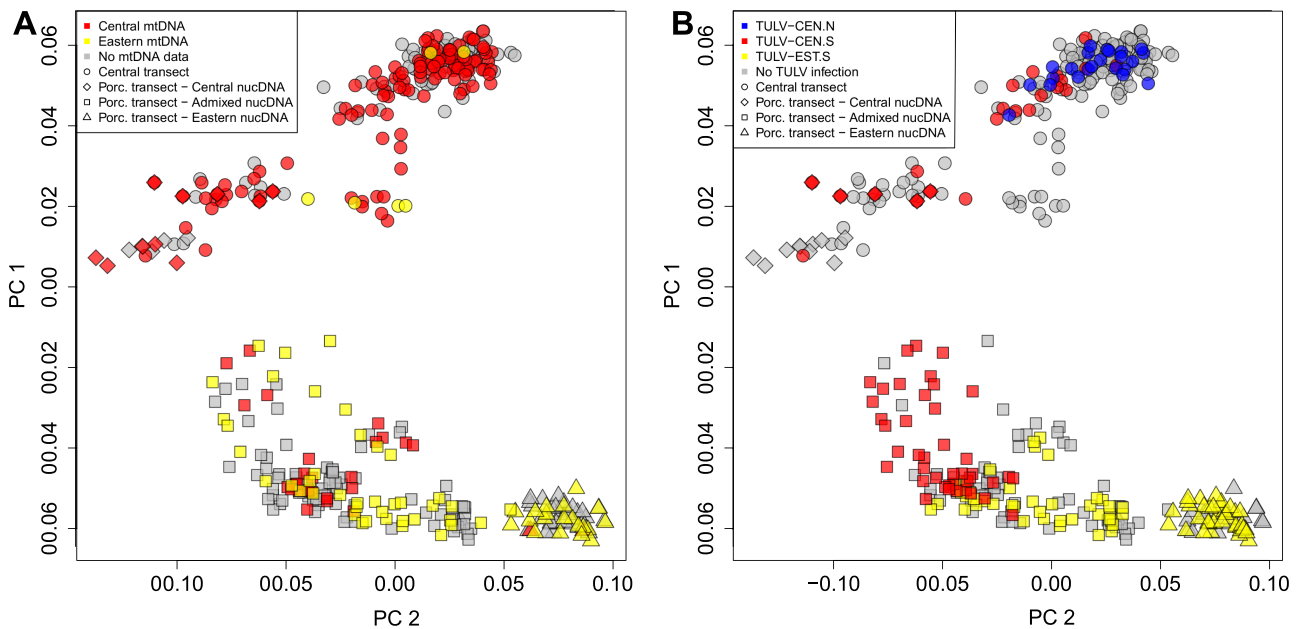 A
Central mtDNA
Eastern mtDNA
No mtDNA data
Central transect
Porc. transect − Central nucDNA
Porc. transect − Admixed nucDNA
Porc. transect − Eastern nucDNA
0.06
0.04
0.02
0.00
00.02
00.04
00.06
PC 1
00.10
00.05
0.00
0.05
0.10
PC 2
B
TULV−CEN.N
TULV−CEN.S
TULV−EST.S
No TULV infection
Central transect
Porc. transect − Central nucDNA
Porc. transect − Admixed nucDNA
Porc. transect − Eastern nucDNA
0.06
0.04
0.02
0.00
00.02
00.04
00.06
PC 1
−0.10
00.05
0.00
0.05
0.10
PC 2